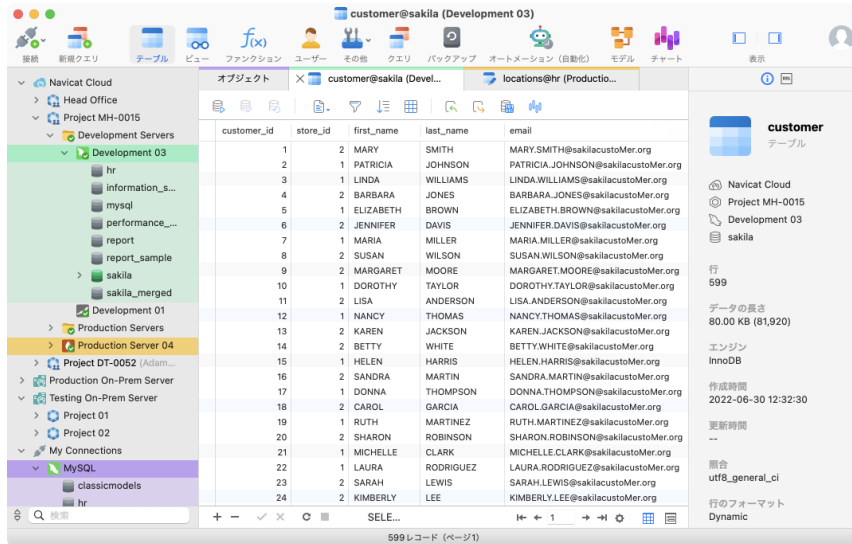 customer@sakila (Development 03)
接続 新規クエリ テーブル ビュー ファンクション ユーザー その他 クエリ バックアップ オートメーション（自動化） モデル チャート 表示
Navicat Cloud
Head Office
Project MH-0015
Development Servers
Development 03
hr
information_s...
mysql
performance_...
report
report_sample
sakila
sakila_merged
Development 01
Production Servers
Production Server 04
Project DT-0052 (Adam...
Production On-Prem Server
Testing On-Prem Server
Project 01
Project 02
My Connections
MySQL
classicmodels
hr
検索
オブジェクト customer@sakila (Devel... locations@hr (Productio...
customer_id store_id first_name last_name email
1 2 MARY SMITH MARY.SMITH@sakilacustoMer.org
2 1 PATRICIA JOHNSON PATRICIA.JOHNSON@sakilacustoMer.org
3 1 LINDA WILLIAMS LINDA.WILLIAMS@sakilacustoMer.org
4 2 BARBARA JONES BARBARA.JONES@sakilacustoMer.org
5 1 ELIZABETH BROWN ELIZABETH.BROWN@sakilacustoMer.org
6 2 JENNIFER DAVIS JENNIFER.DAVIS@sakilacustoMer.org
7 1 MARIA MILLER MARIA.MILLER@sakilacustoMer.org
8 2 SUSAN WILSON SUSAN.WILSON@sakilacustoMer.org
9 2 MARGARET MOORE MARGARET.MOORE@sakilacustoMer.org
10 1 DOROTHY TAYLOR DOROTHY.TAYLOR@sakilacustoMer.org
11 2 LISA ANDERSON LISA.ANDERSON@sakilacustoMer.org
12 1 NANCY THOMAS NANCY.THOMAS@sakilacustoMer.org
13 2 KAREN JACKSON KAREN.JACKSON@sakilacustoMer.org
14 2 BETTY WHITE BETTY.WHITE@sakilacustoMer.org
15 1 HELEN HARRIS HELEN.HARRIS@sakilacustoMer.org
16 2 SANDRA MARTIN SANDRA.MARTIN@sakilacustoMer.org
17 1 DONNA THOMPSON DONNA.THOMPSON@sakilacustoMer.org
18 2 CAROL GARCIA CAROL.GARCIA@sakilacustoMer.org
19 1 RUTH MARTINEZ RUTH.MARTINEZ@sakilacustoMer.org
20 2 SHARON ROBINSON SHARON.ROBINSON@sakilacustoMer.org
21 1 MICHELLE CLARK MICHELLE.CLARK@sakilacustoMer.org
22 1 LAURA RODRIGUEZ LAURA.RODRIGUEZ@sakilacustoMer.org
23 2 SARAH LEWIS SARAH.LEWIS@sakilacustoMer.org
24 2 KIMBERLY LEE KIMBERLY.LEE@sakilacustoMer.org
SELE... 1
599 レコード（ページ1）
customer
テーブル
Navicat Cloud
Project MH-0015
Development 03
sakila
行
599
データの長さ
80.00 KB (81,920)
エンジン
InnoDB
作成時間
2022-06-30 12:32:30
更新時間
--
照合
utf8_general_ci
行のフォーマット
Dynamic